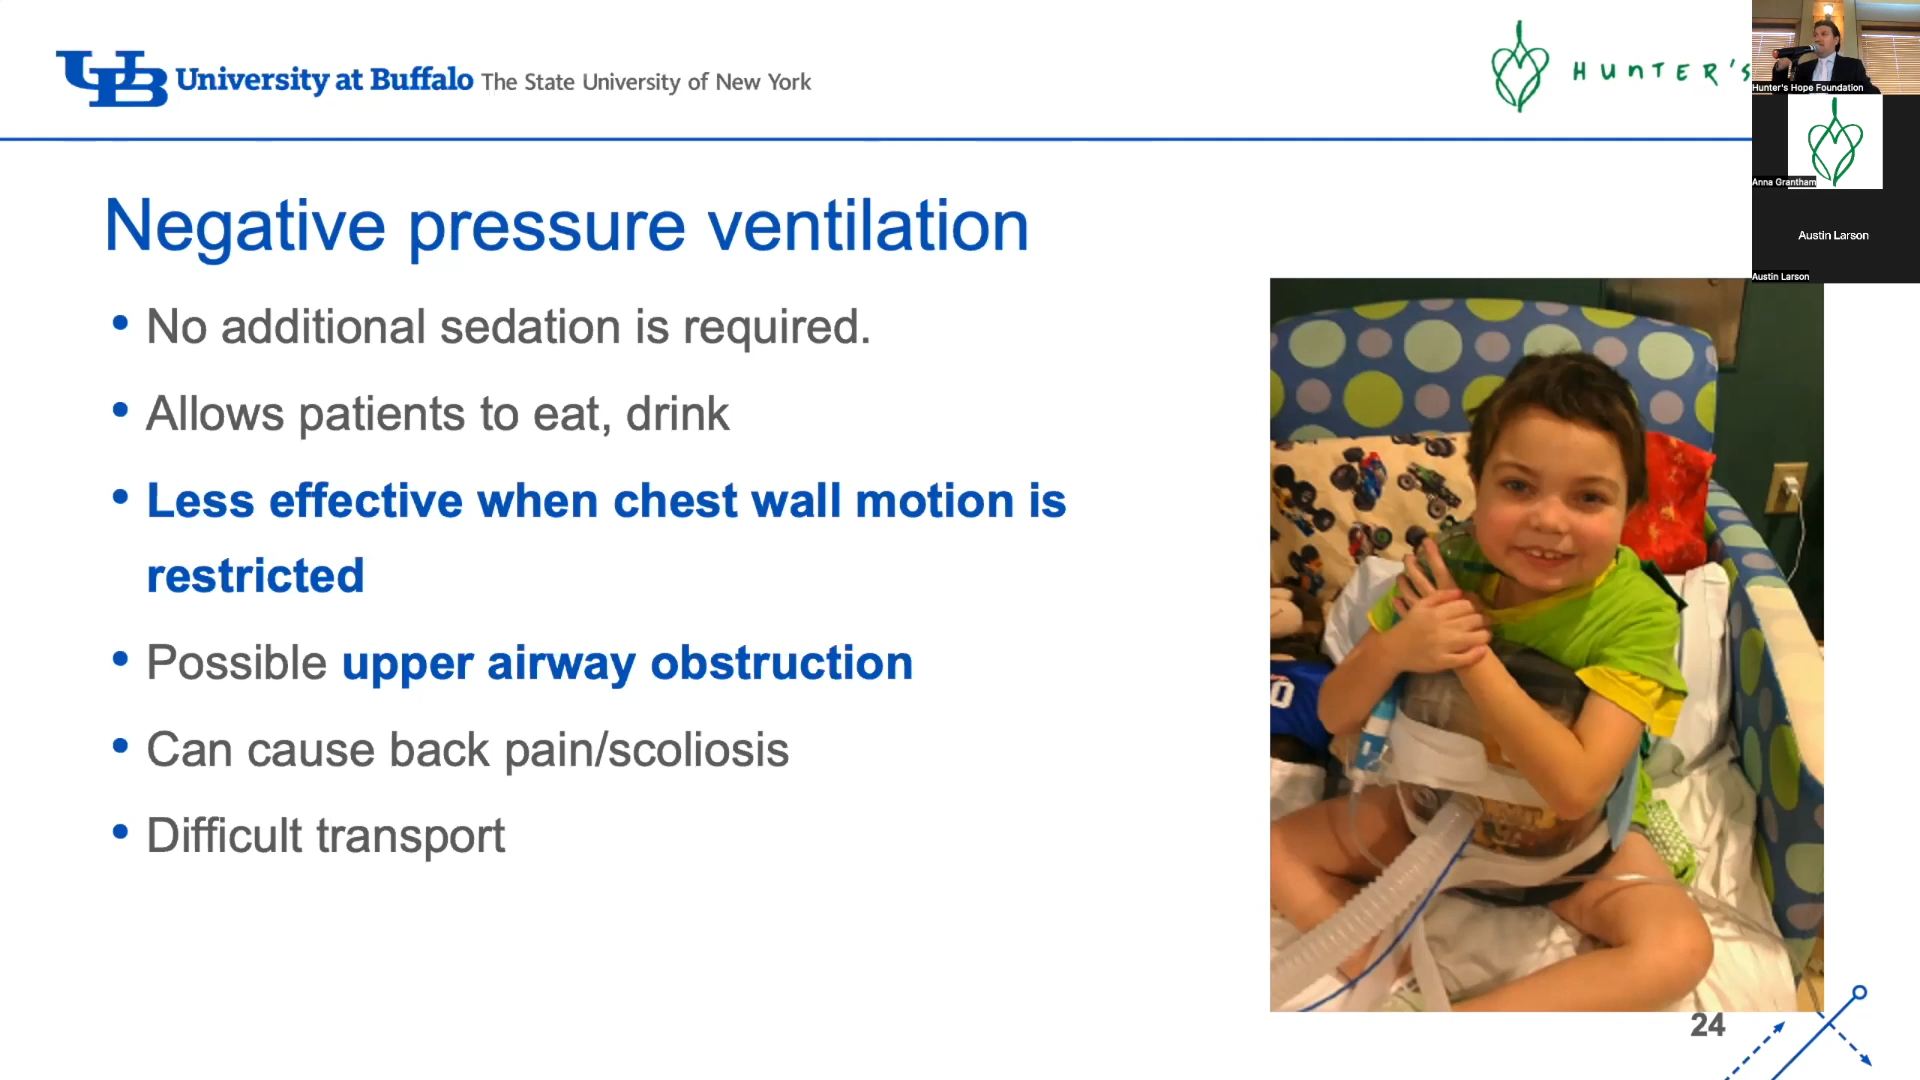 UB University at Buffalo The State University of New York
HUNTER'S
Hunter's Hope Foundation
Anna Grantham
Austin Larson
Austin Larson
Negative pressure ventilation
• No additional sedation is required.
• Allows patients to eat, drink
• Less effective when chest wall motion is
restricted
• Possible upper airway obstruction
• Can cause back pain/scoliosis
• Difficult transport
0
24